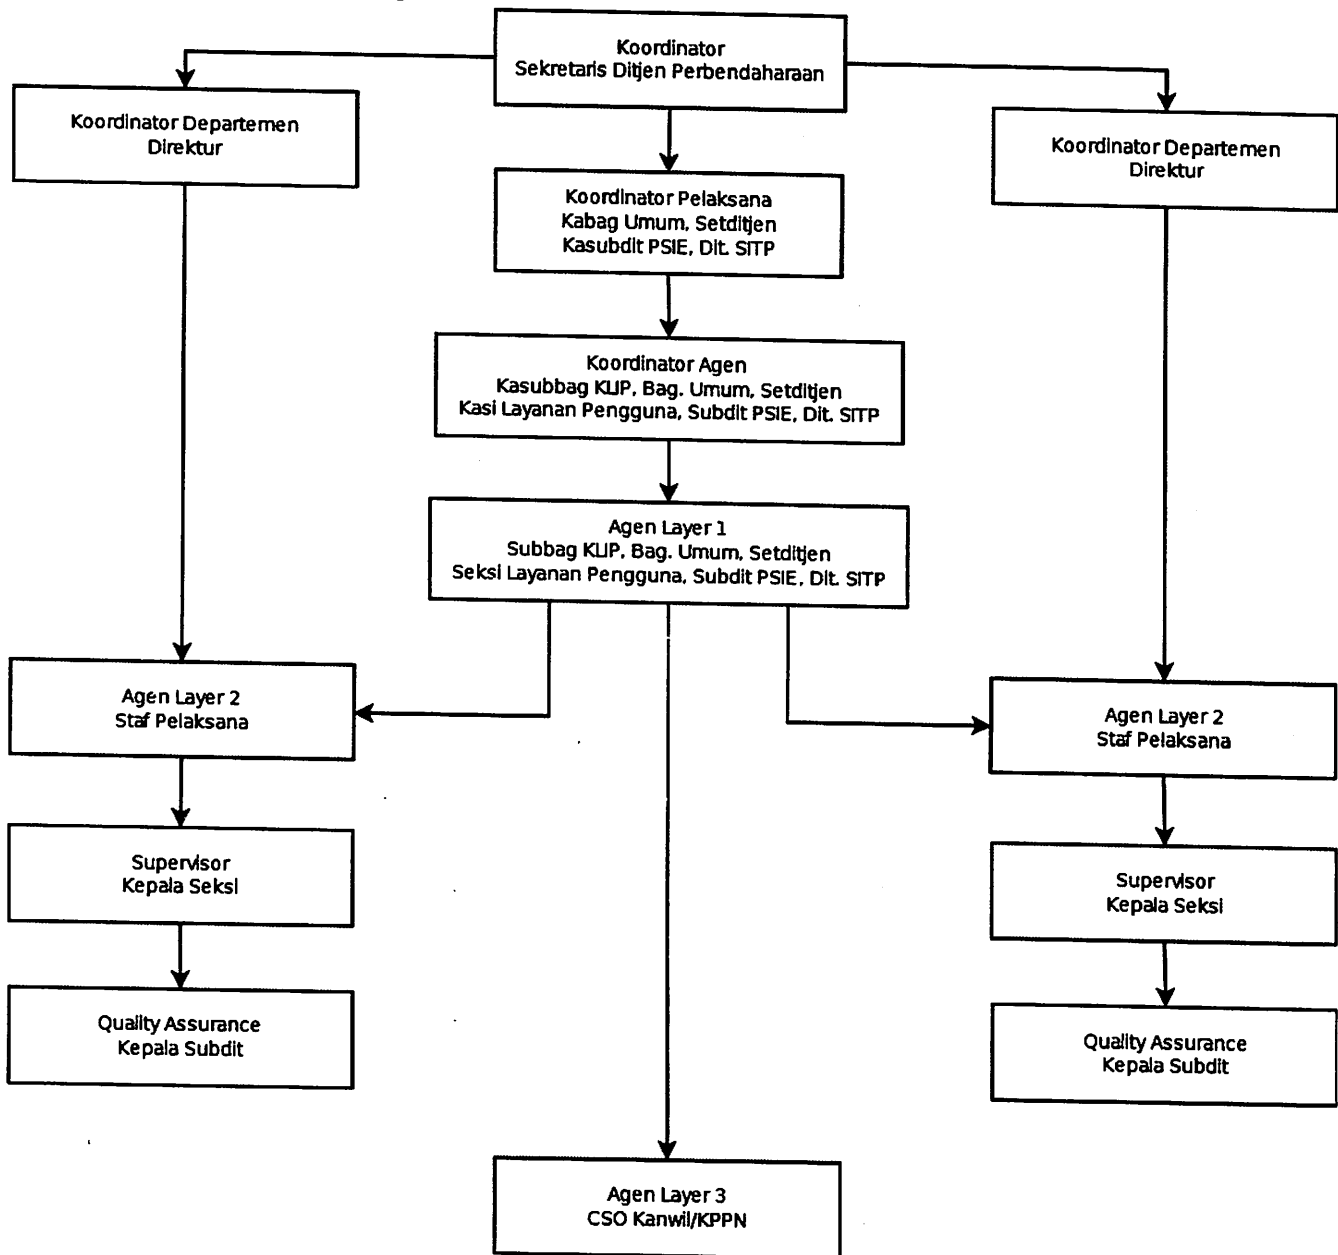 Koordinator
Sekretaris Ditjen Perbendaharaan
Koordinator Departemen
Direktur
Koordinator Departemen
Direktur
Koordinator Pelaksana
Kabag Umum, Setditjen
Kasubdit PSIE, Dit. SITP
Koordinator Agen
Kasubbag KLIP, Bag. Umum, Setditjen
Kasi Layanan Pengguna, Subdit PSIE, Dit. SITP
Agen Layer 1
Subbag KLIP, Bag. Umum, Setditjen
Seksi Layanan Pengguna, Subdit PSIE, Dit. SITP
Agen Layer 2
Staf Pelaksana
Agen Layer 2
Staf Pelaksana
Supervisor
Kepala Seksi
Supervisor
Kepala Seksi
Quality Assurance
Kepala Subdit
Quality Assurance
Kepala Subdit
Agen Layer 3
CSO Kanwil/KPPN